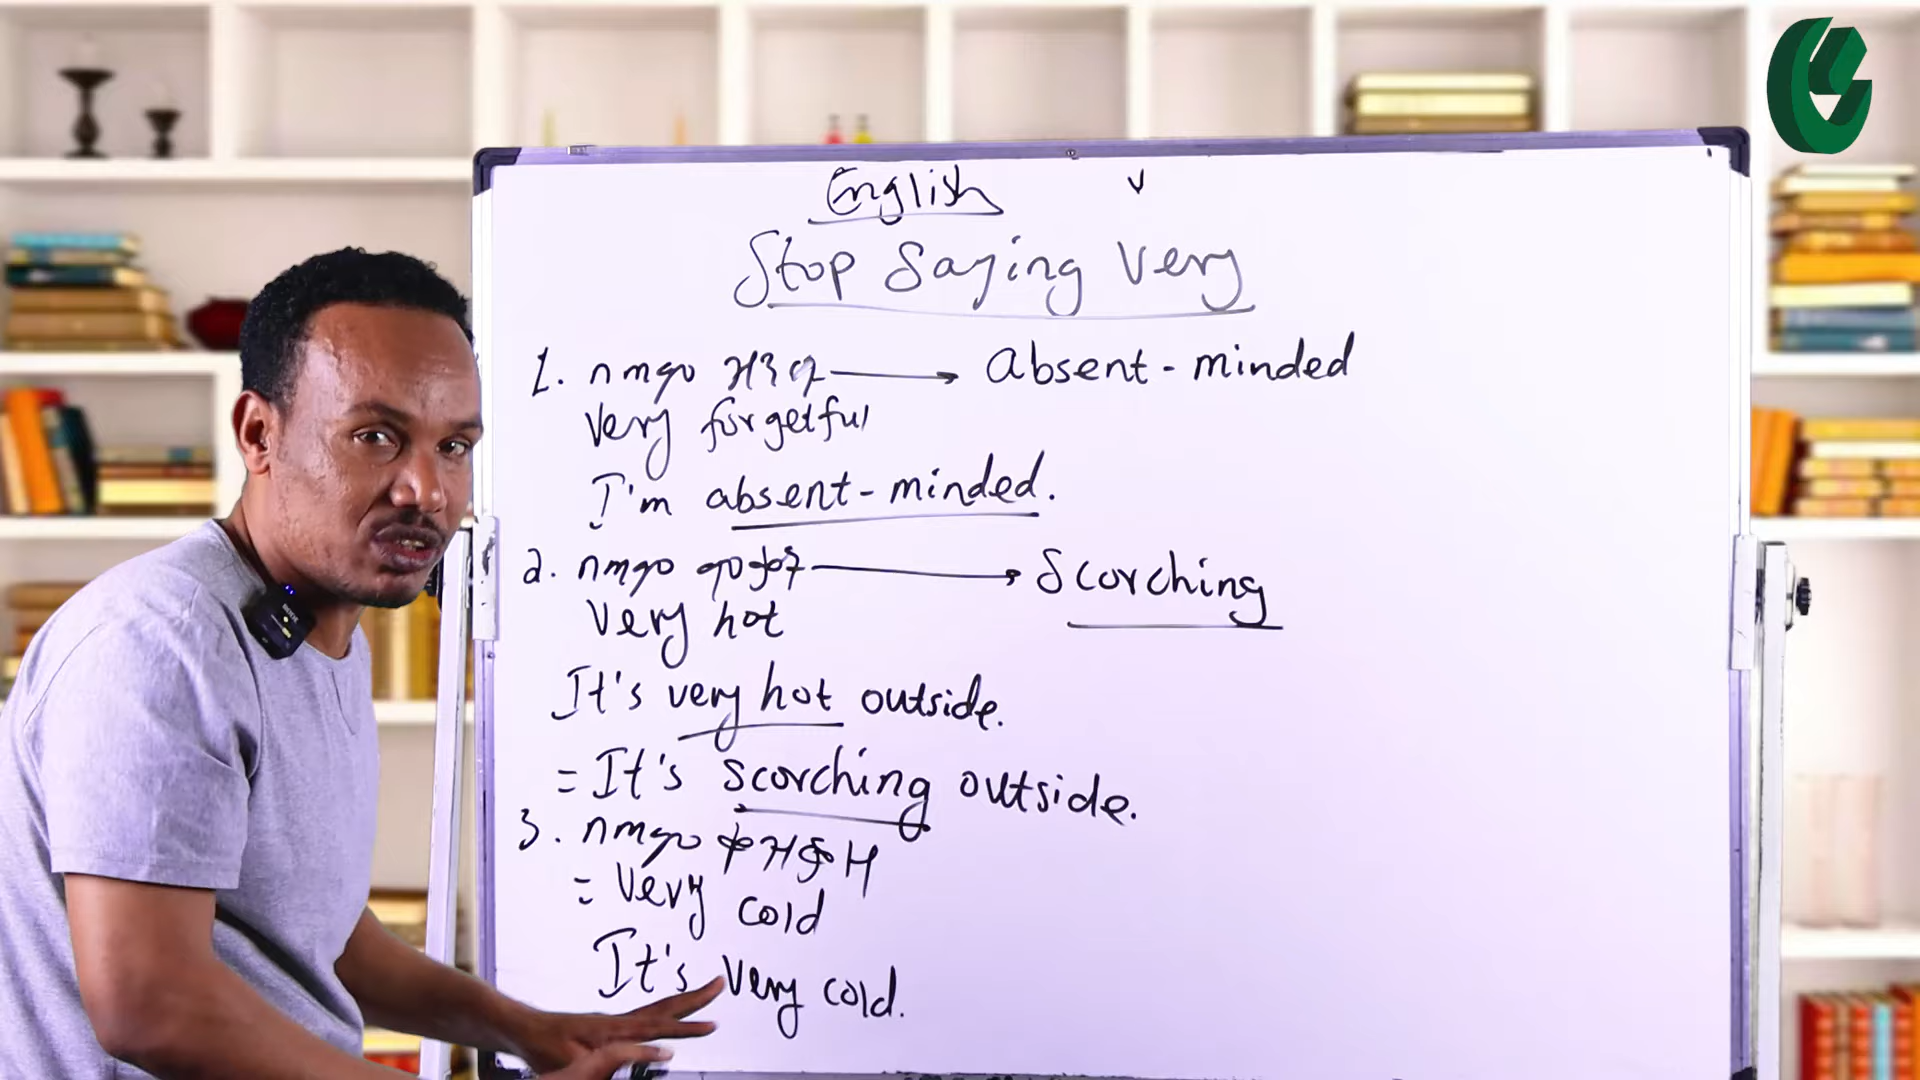 English
Stop Saying Very
1. በጣም ዝንጉ → absent-minded
Very forgetful
I'm absent-minded.
2. በጣም ሞቃት → Scorching
Very hot
It's very hot outside.
= It's scorching outside.
3. በጣም ቀዝቃዛ
= Very cold
It's very cold.